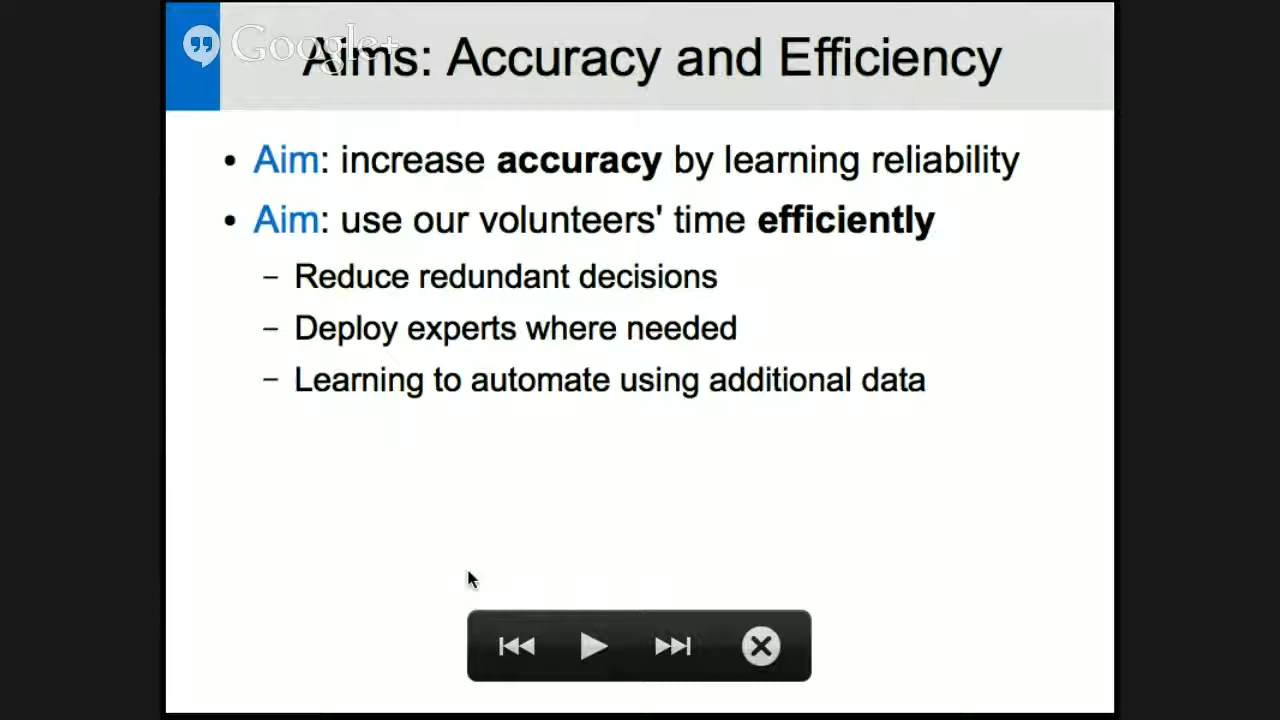 Google+
Aims: Accuracy and Efficiency
• Aim: increase accuracy by learning reliability
• Aim: use our volunteers' time efficiently
– Reduce redundant decisions
– Deploy experts where needed
– Learning to automate using additional data